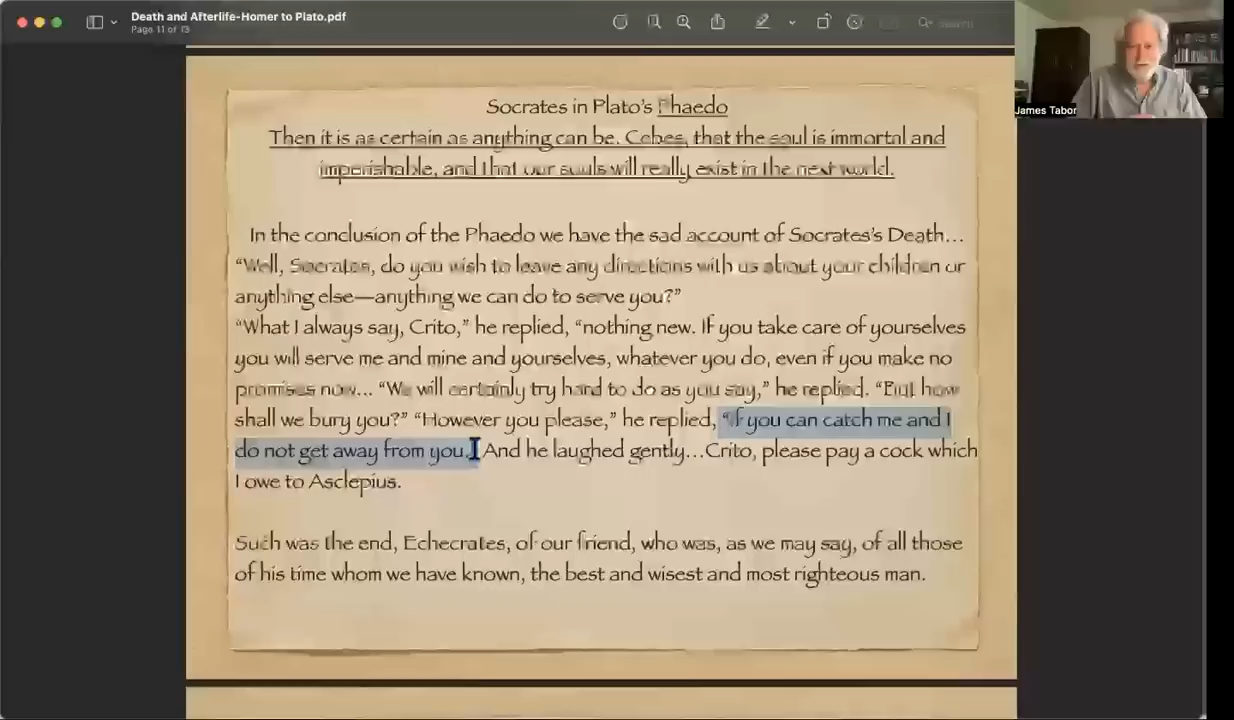 Death and Afterlife-Homer to Plato.pdf
Page 11 of 13
Search
James Tabor
Socrates in Plato's Phaedo
Then it is as certain as anything can be, Cebes, that the soul is immortal and
imperishable, and that our souls will really exist in the next world.
In the conclusion of the Phaedo we have the sad account of Socrates's Death…
"Well, Socrates, do you wish to leave any directions with us about your children or
anything else—anything we can do to serve you?"
"What I always say, Crito," he replied, "nothing new. If you take care of yourselves
you will serve me and mine and yourselves, whatever you do, even if you make no
promises now… "We will certainly try hard to do as you say," he replied. "But how
shall we bury you?" "However you please," he replied, "if you can catch me and I
do not get away from you. And he laughed gently…Crito, please pay a cock which
I owe to Asclepius.
Such was the end, Echecrates, of our friend, who was, as we may say, of all those
of his time whom we have known, the best and wisest and most righteous man.